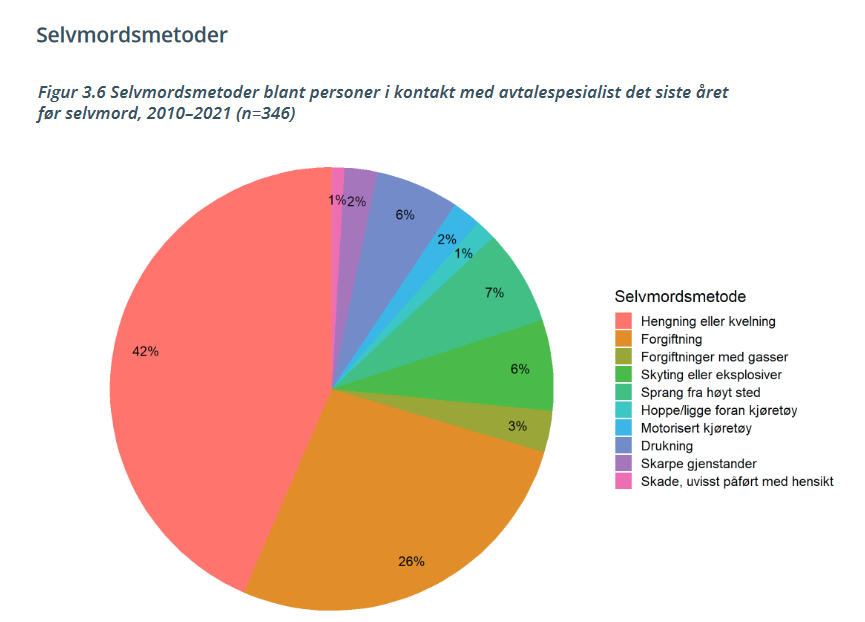 Selvmordsmetoder
Figur 3.6 Selvmordsmetoder blant personer i kontakt med avtalespesialist det siste året
før selvmord, 2010–2021 (n=346)
1%
2%
6%
2%
1%
7%
6%
3%
26%
42%
Selvmordsmetode
Hengning eller kvelning
Forgiftning
Forgiftninger med gasser
Skyting eller eksplosiver
Sprang fra høyt sted
Hoppe/ligge foran kjøretøy
Motorisert kjøretøy
Drukning
Skarpe gjenstander
Skade, uvisst påført med hensikt